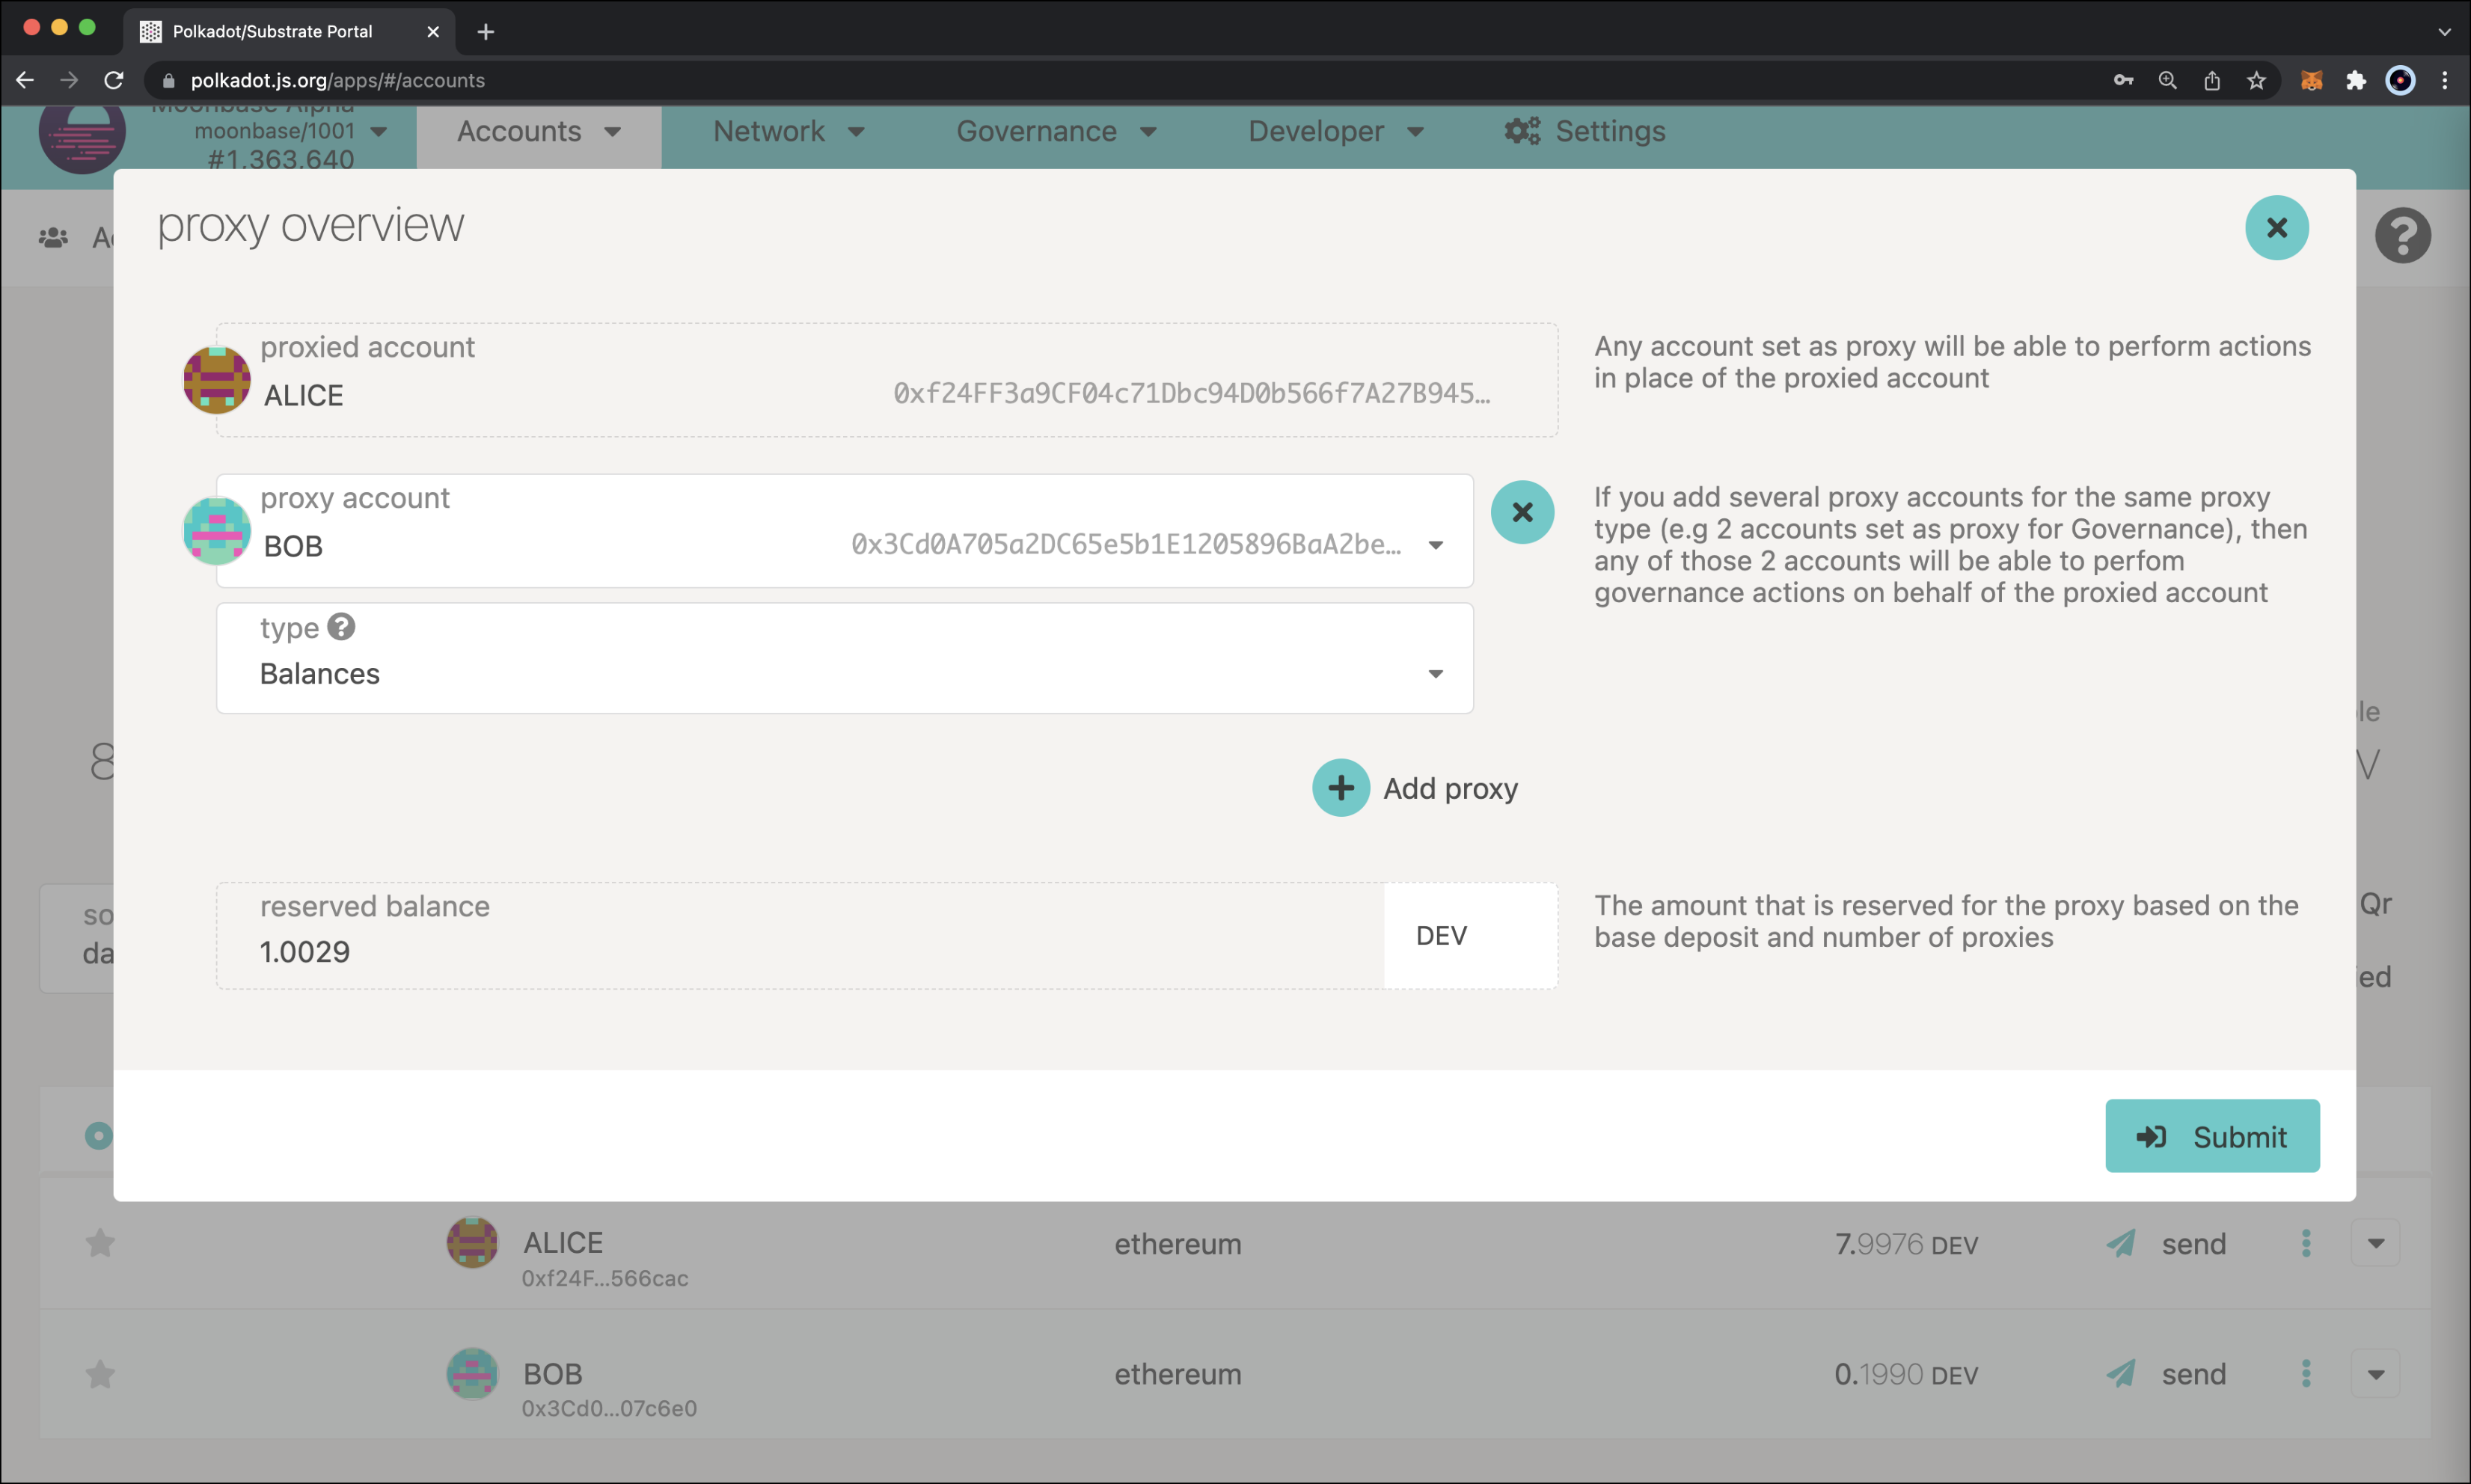 Polkadot/Substrate Portal
polkadot.js.org/apps/#/accounts
Moonbase Alpha
moonbase/1001
#1,363,640
Accounts
Network
Governance
Developer
Settings
proxy overview
proxied account
ALICE
0xf24FF3a9CF04c71Dbc94D0b566f7A27B945...
Any account set as proxy will be able to perform actions
in place of the proxied account
proxy account
BOB
0x3Cd0A705a2DC65e5b1E1205896BaA2be...
If you add several proxy accounts for the same proxy
type (e.g 2 accounts set as proxy for Governance), then
any of those 2 accounts will be able to perfom
governance actions on behalf of the proxied account
type
Balances
Add proxy
reserved balance
1.0029
DEV
The amount that is reserved for the proxy based on the
base deposit and number of proxies
Qr
Submit
ALICE
0xf24F...566cac
ethereum
7.9976 DEV
send
BOB
0x3Cd0...07c6e0
ethereum
0.1990 DEV
send